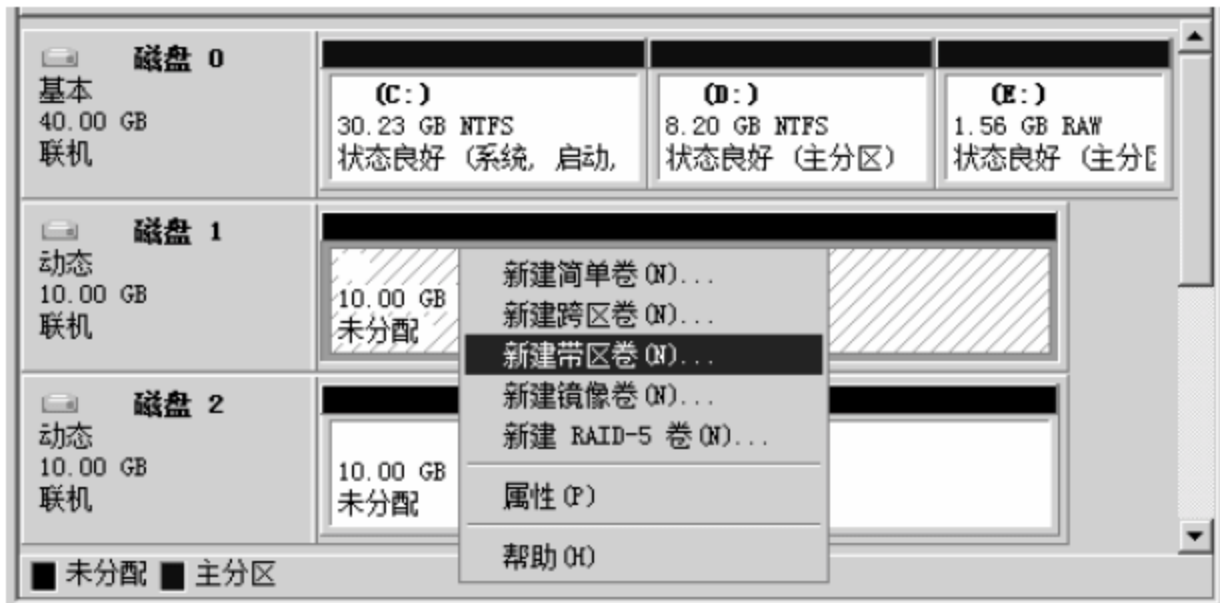 磁盘 0
基本
40.00 GB
联机
(C:)
30.23 GB NTFS
状态良好 (系统, 启动,
(D:)
8.20 GB NTFS
状态良好 (主分区)
(E:)
1.56 GB RAW
状态良好 (主分区
磁盘 1
动态
10.00 GB
联机
10.00 GB
未分配
新建简单卷(N)...
新建跨区卷(N)...
新建带区卷(N)...
新建镜像卷(N)...
新建 RAID-5 卷(N)...
属性(P)
帮助(H)
磁盘 2
动态
10.00 GB
联机
10.00 GB
未分配
未分配 主分区